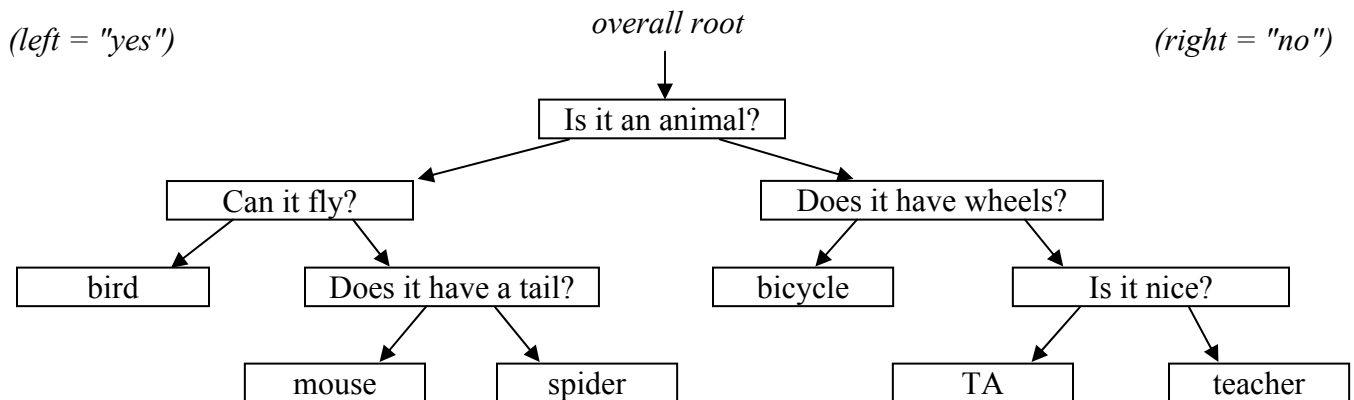 (left = "yes")
overall root
(right = "no")
Is it an animal?
Can it fly?
Does it have wheels?
bird
Does it have a tail?
bicycle
Is it nice?
mouse
spider
TA
teacher